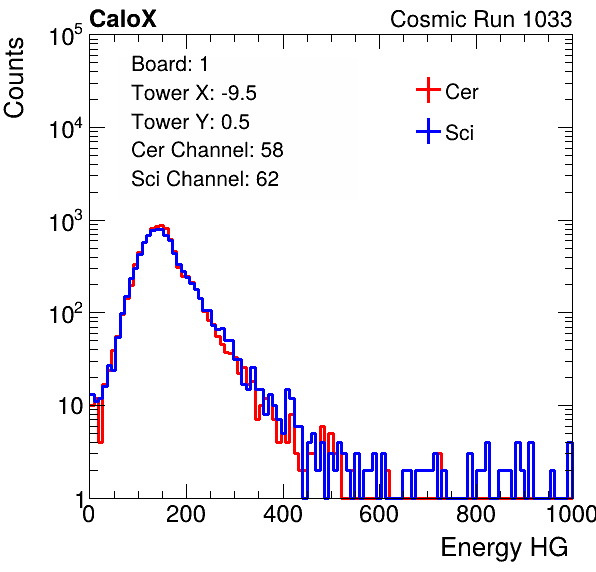 CaloX
Cosmic Run 1033
Counts
Board: 1
Tower X: -9.5
Tower Y: 0.5
Cer Channel: 58
Sci Channel: 62
Cer
Sci
10^5
10^4
10^3
10^2
10
1
0 200 400 600 800 1000
Energy HG